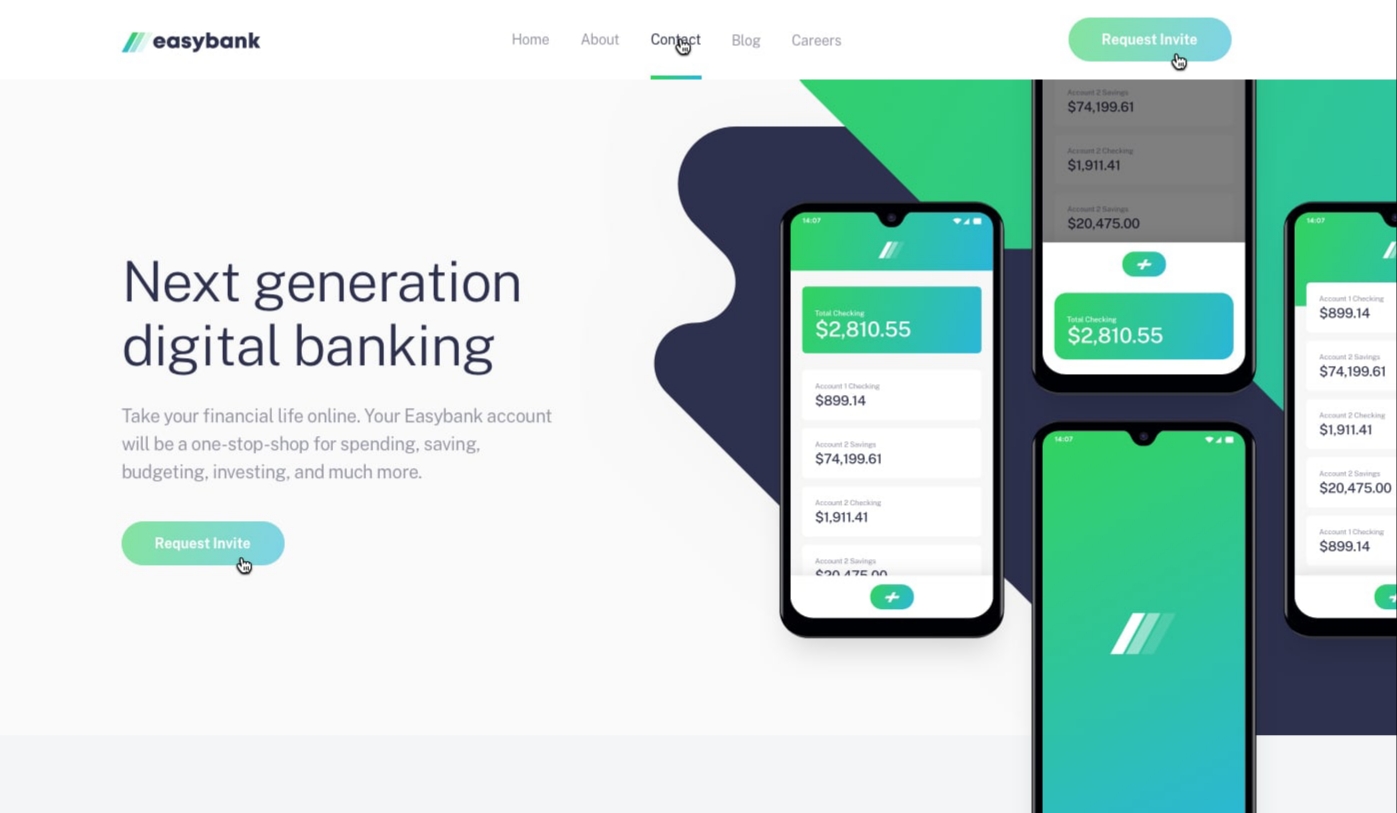 easybank
Home
About
Contact
Blog
Careers
Request Invite
Next generation
digital banking
Take your financial life online. Your Easybank account
will be a one-stop-shop for spending, saving,
budgeting, investing, and much more.
Request Invite
14:07
Total Checking
$2,810.55
Account 1 Checking
$899.14
Account 2 Savings
$74,199.61
Account 2 Checking
$1,911.41
Account 2 Savings
$20,475.00
Account 2 Savings
$74,199.61
Account 2 Checking
$1,911.41
Account 2 Savings
$20,475.00
Total Checking
$2,810.55
14:07
14:07
Account 1 Checking
$899.14
Account 2 Savings
$74,199.61
Account 2 Checking
$1,911.41
Account 2 Savings
$20,475.00
Account 1 Checking
$899.14